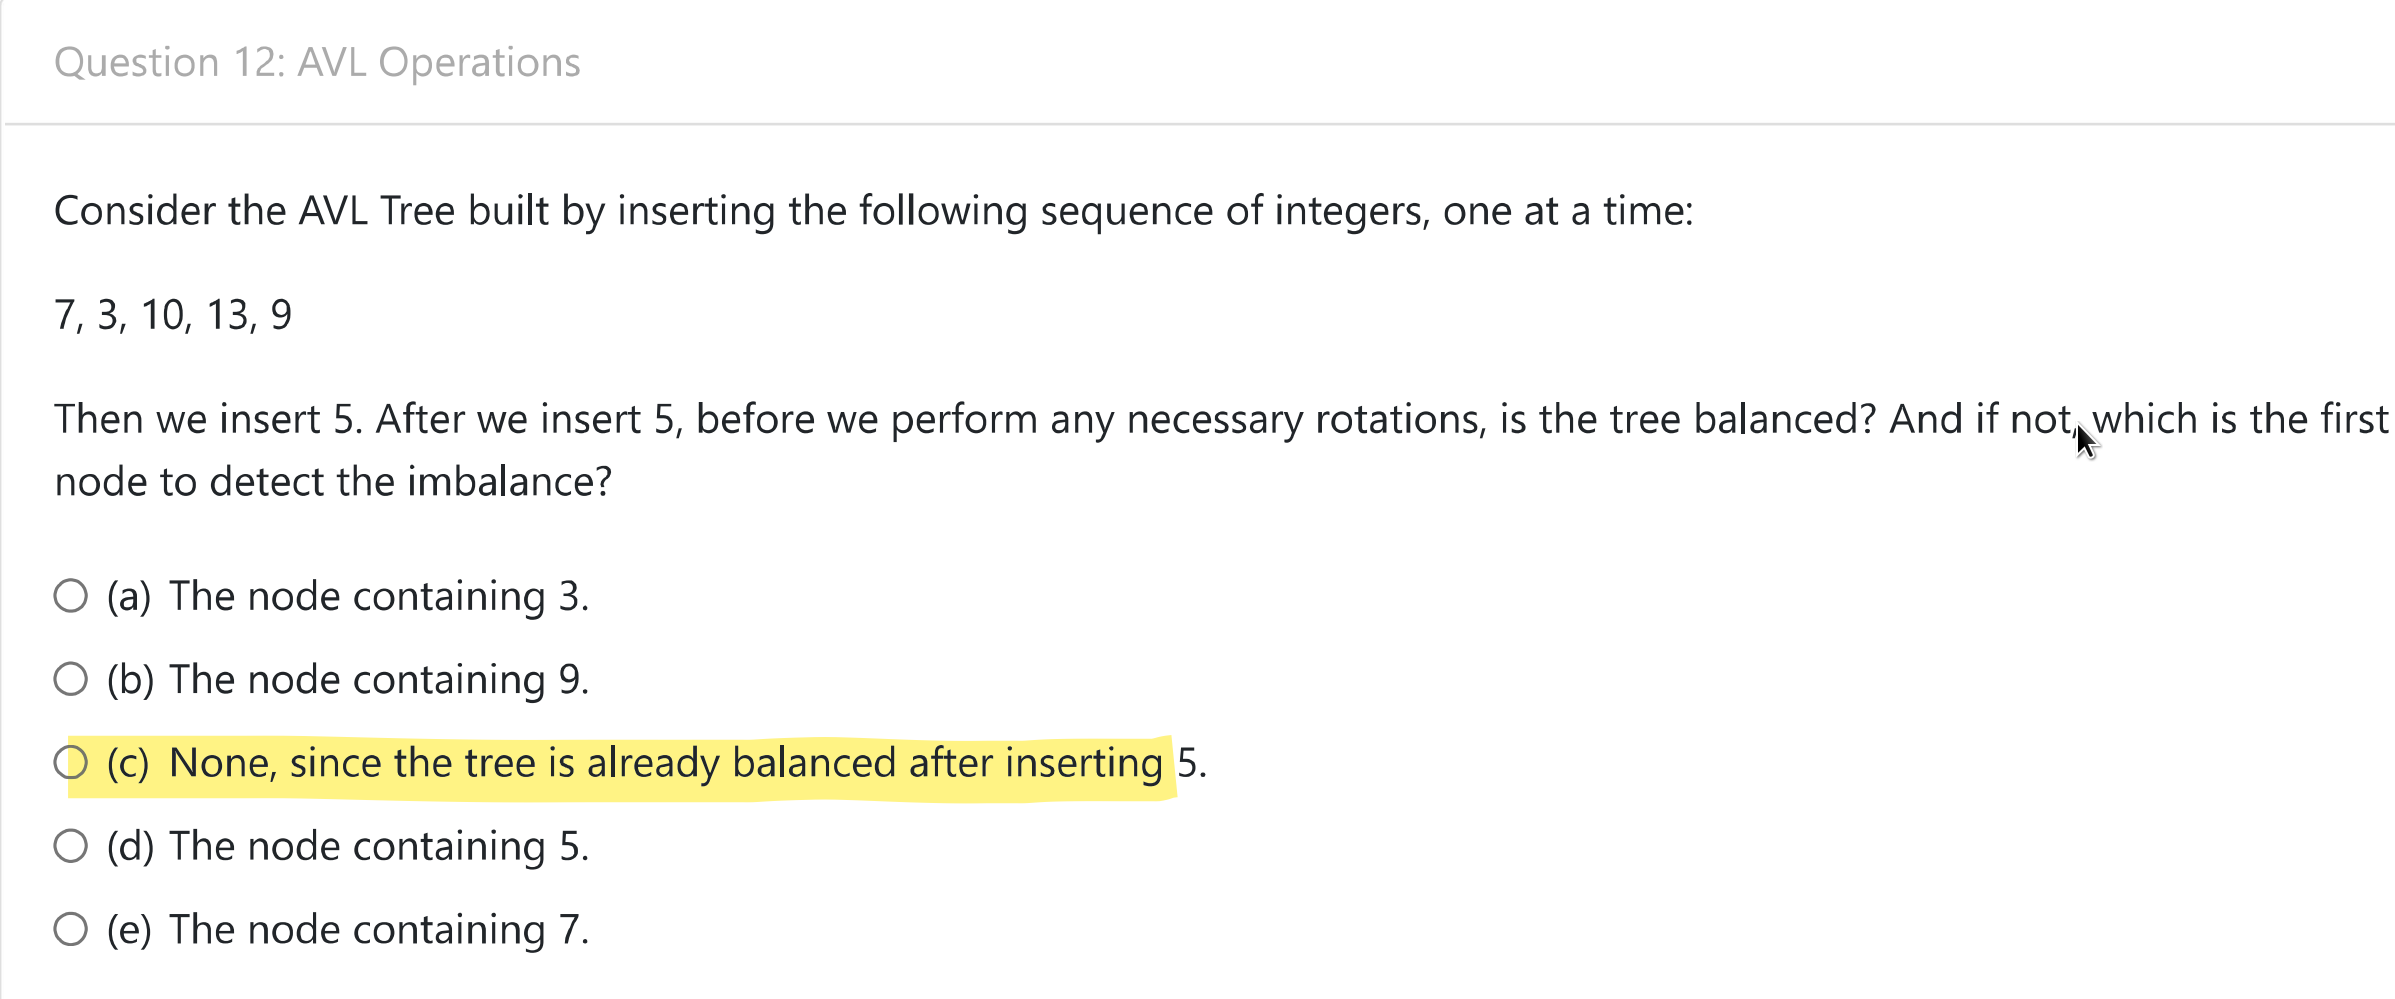 Question 12: AVL Operations
Consider the AVL Tree built by inserting the following sequence of integers, one at a time:
7, 3, 10, 13, 9
Then we insert 5. After we insert 5, before we perform any necessary rotations, is the tree balanced? And if not, which is the first
node to detect the imbalance?
(a) The node containing 3.
(b) The node containing 9.
(c) None, since the tree is already balanced after inserting 5.
(d) The node containing 5.
(e) The node containing 7.